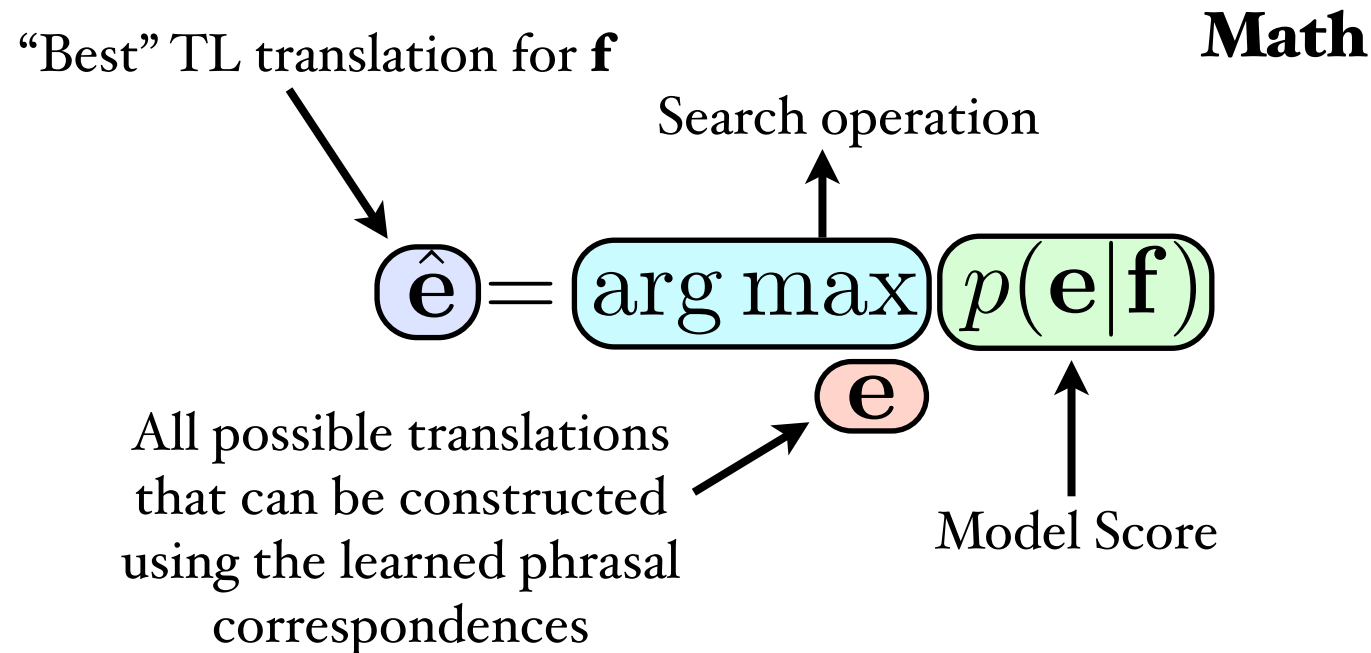 Math
“Best” TL translation for f
Search operation
ê = arg max p(e|f)
e
All possible translations
that can be constructed
using the learned phrasal
correspondences
Model Score